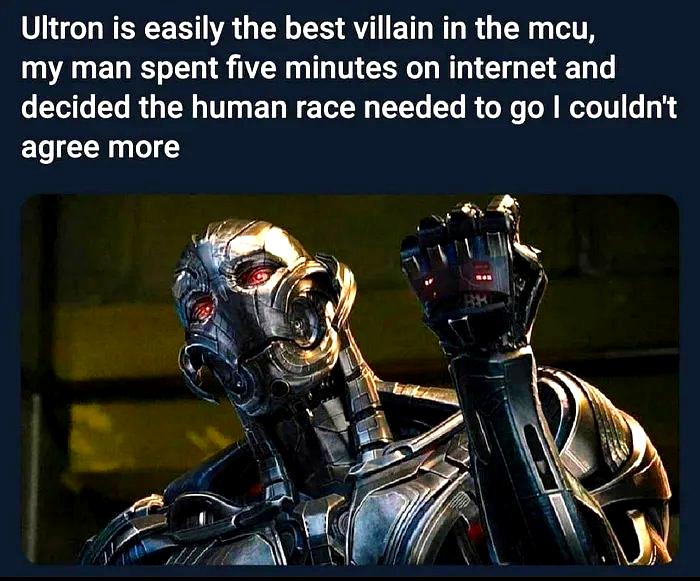 Ultron is easily the best villain in the mcu,
my man spent five minutes on internet and
decided the human race needed to go I couldn't
agree more